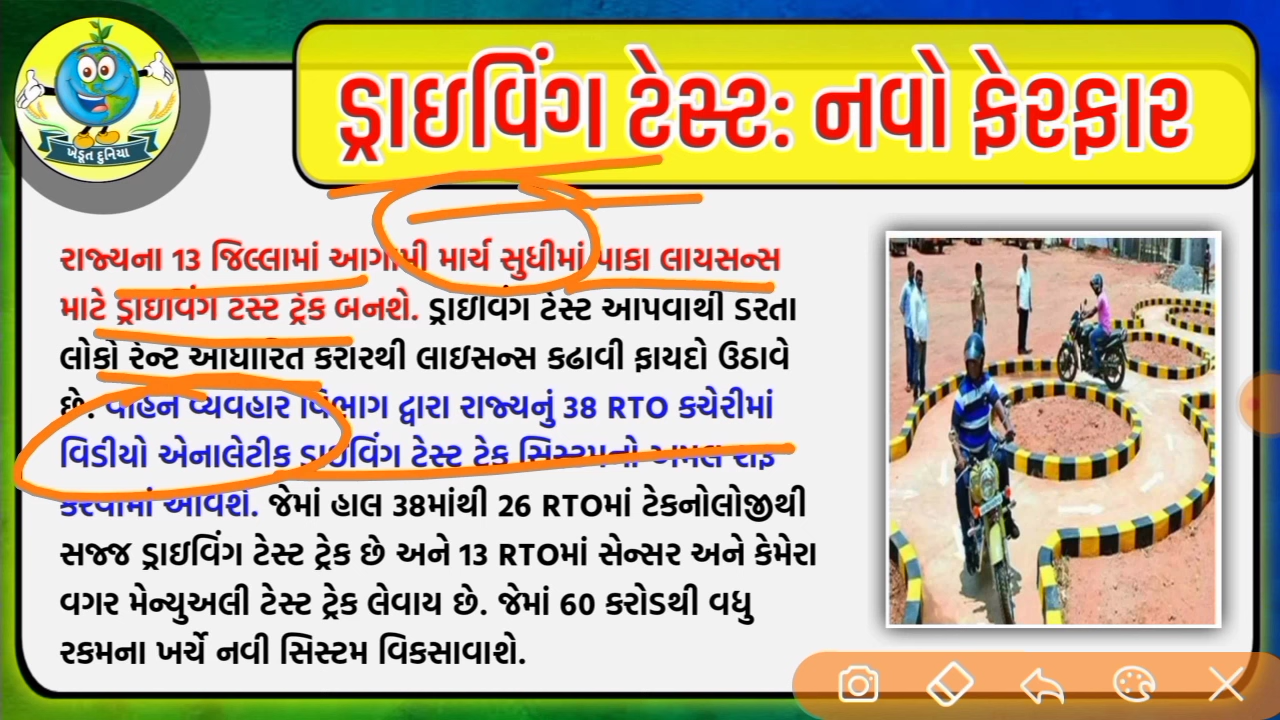 ખેડૂત દુનિયા
ડ્રાઇવિંગ ટેસ્ટ: નવો ફેરફાર
રાજ્યના 13 જિલ્લામાં આગામી માર્ચ સુધીમાં પાકા લાયસન્સ
માટે ડ્રાઇવિંગ ટેસ્ટ ટ્રેક બનશે. ડ્રાઇવિંગ ટેસ્ટ આપવાથી ડરતા
લોકો રેન્ટ આધારિત કરારથી લાઇસન્સ કઢાવી ફાયદો ઉઠાવે
છે. વાહન વ્યવહાર વિભાગ દ્વારા રાજ્યનું 38 RTO કચેરીમાં
વિડીયો એનાલેટીક ડ્રાઇવિંગ ટેસ્ટ ટ્રેક સિસ્ટમનો અમલ શરૂ
કરવામાં આવશે. જેમાં હાલ 38માંથી 26 RTOમાં ટેકનોલોજીથી
સજ્જ ડ્રાઇવિંગ ટેસ્ટ ટ્રેક છે અને 13 RTOમાં સેન્સર અને કેમેરા
વગર મેન્યુઅલી ટેસ્ટ ટ્રેક લેવાય છે. જેમાં 60 કરોડથી વધુ
રકમના ખર્ચે નવી સિસ્ટમ વિકસાવાશે.